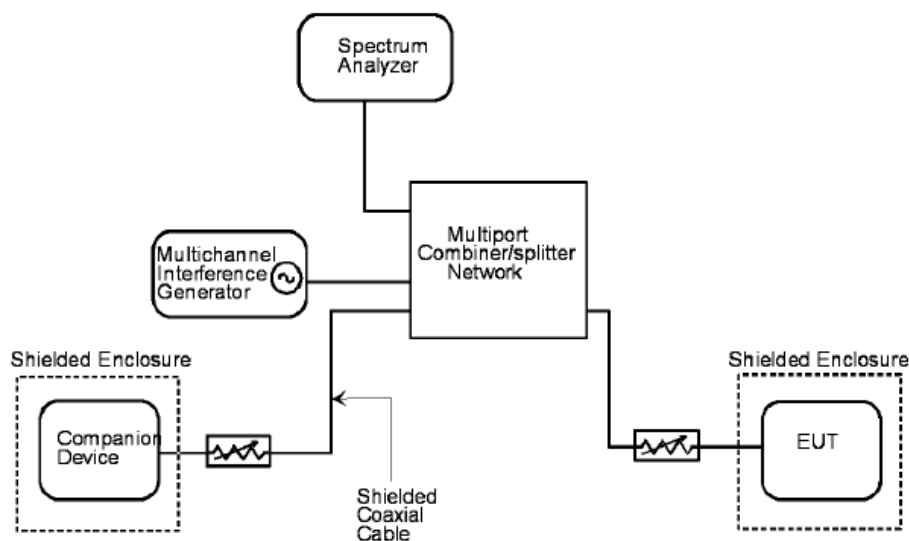 Spectrum
Analyzer
Multiport
Combiner/splitter
Network
Multichannel
Interference
Generator
Shielded Enclosure
Shielded Enclosure
Companion
Device
EUT
Shielded
Coaxial
Cable